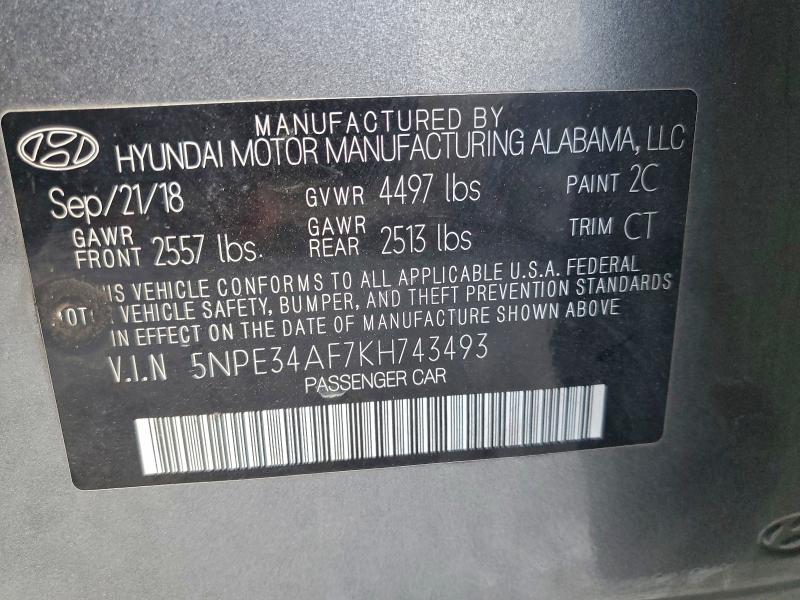 MANUFACTURED BY
HYUNDAI MOTOR MANUFACTURING ALABAMA, LLC
Sep/21/18 GVWR 4497 lbs PAINT 2C
GAWR FRONT 2557 lbs. GAWR REAR 2513 lbs TRIM CT
IS VEHICLE CONFORMS TO ALL APPLICABLE U.S.A. FEDERAL
OT VEHICLE SAFETY, BUMPER, AND THEFT PREVENTION STANDARDS
IN EFFECT ON THE DATE OF MANUFACTURE SHOWN ABOVE
V.I.N 5NPE34AF7KH743493
PASSENGER CAR